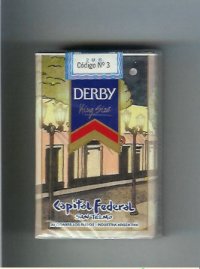 Código Nº 3
DERBY
King Size
Capital Federal
SAN TELMO
INDUSTRIA ARGENTINA